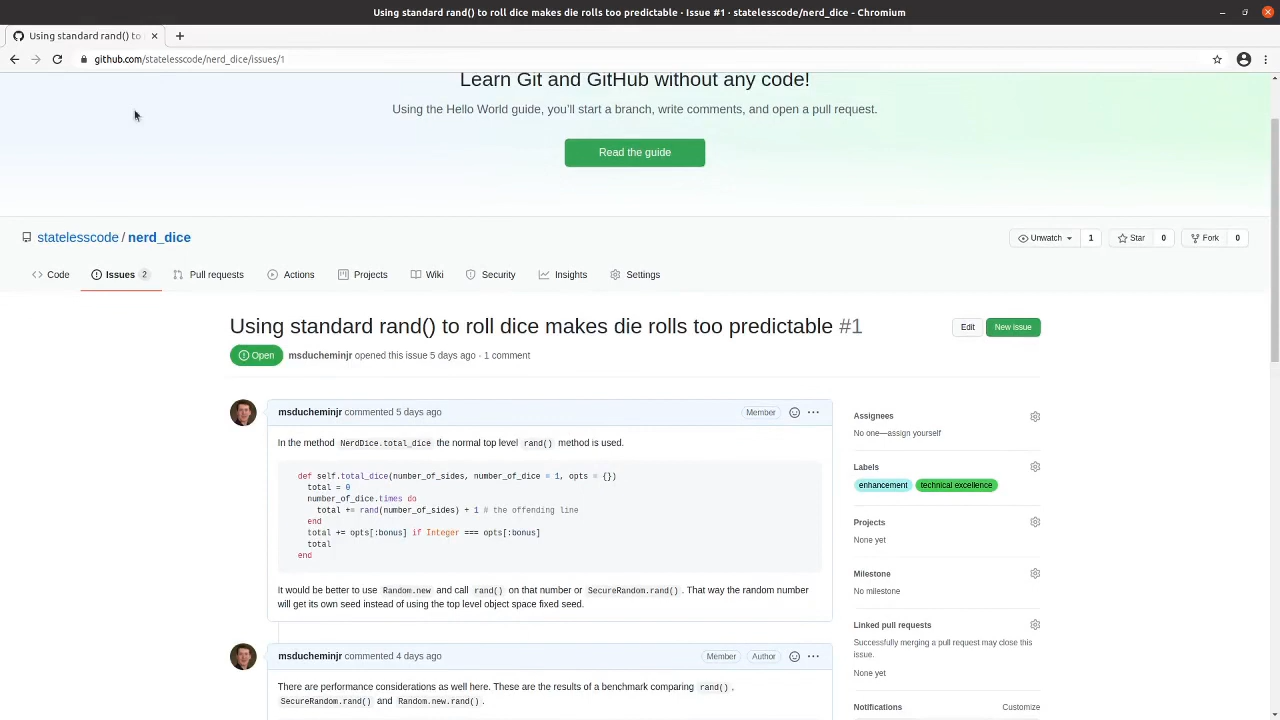 Using standard rand() to roll dice makes die rolls too predictable · Issue #1 · statelesscode/nerd_dice - Chromium
Using standard rand() to
github.com/statelesscode/nerd_dice/issues/1
Learn Git and GitHub without any code!
Using the Hello World guide, you'll start a branch, write comments, and open a pull request.
Read the guide
statelesscode / nerd_dice
Unwatch 1 Star 0 Fork 0
Code Issues 2 Pull requests Actions Projects Wiki Security Insights Settings
Using standard rand() to roll dice makes die rolls too predictable #1
Edit New issue
Open msducheminjr opened this issue 5 days ago · 1 comment
msducheminjr commented 5 days ago Member
In the method NerdDice.total_dice the normal top level rand() method is used.
def self.total_dice(number_of_sides, number_of_dice = 1, opts = {})
total = 0
number_of_dice.times do
total += rand(number_of_sides) + 1 # the offending line
end
total += opts[:bonus] if Integer === opts[:bonus]
total
end
It would be better to use Random.new and call rand() on that number or SecureRandom.rand(). That way the random number
will get its own seed instead of using the top level object space fixed seed.
msducheminjr commented 4 days ago Member Author
There are performance considerations as well here. These are the results of a benchmark comparing rand(),
SecureRandom.rand() and Random.new.rand().
Assignees
No one—assign yourself
Labels
enhancement technical excellence
Projects
None yet
Milestone
No milestone
Linked pull requests
Successfully merging a pull request may close this
issue.
None yet
Notifications Customize